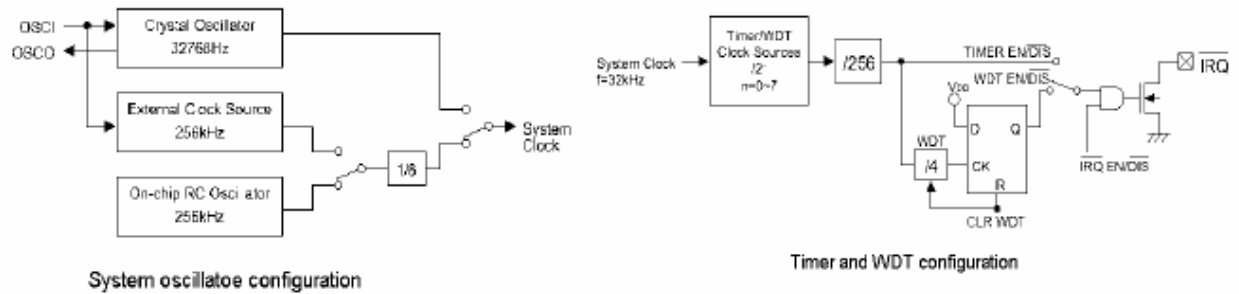 OSCI
OSCO
Crystal Oscillator
32768Hz
External Clock Source
256kHz
On-chip RC Oscillator
256kHz
1/8
System
Clock
System oscillatoe configuration
System Clock
f=32kHz
Timer/WDT
Clock Sources
/2
n=0~7
/256
TIMER EN/DIS
WDT EN/DIS
IRQ
VDD
D
Q
WDT
/4
CK
R
IRQ EN/DIS
CLR WDT
Timer and WDT configuration